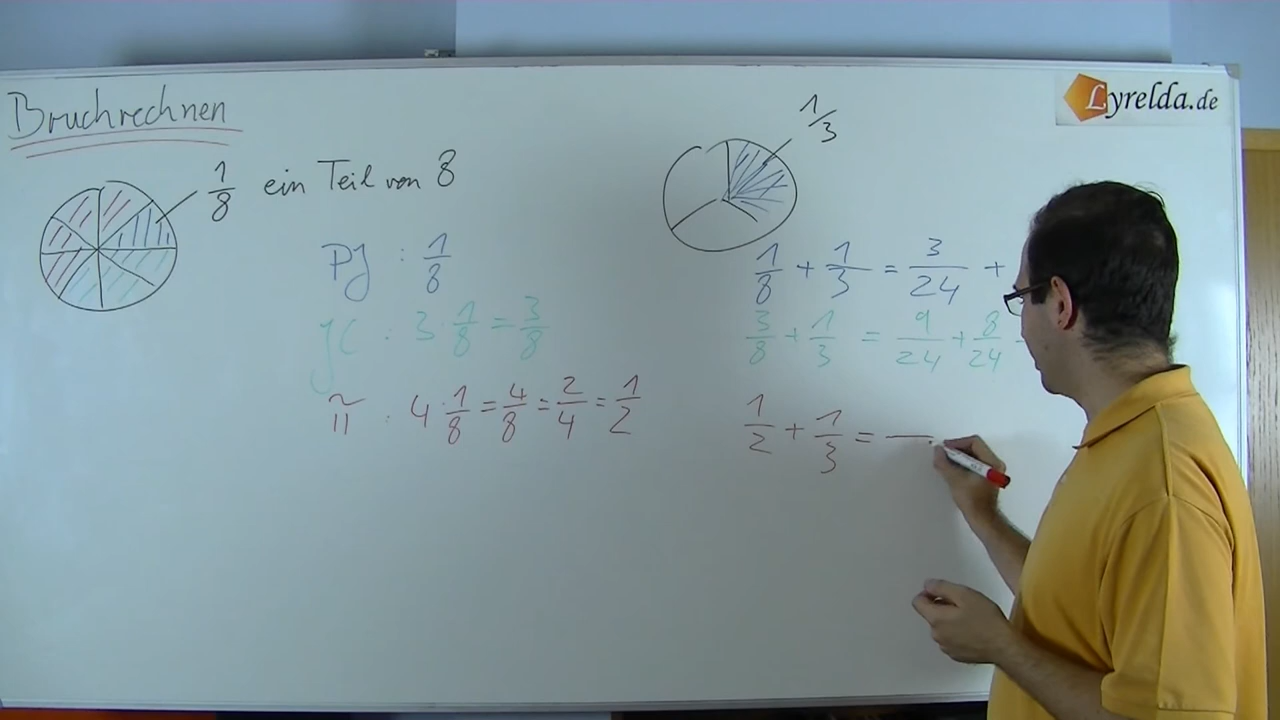 Bruchrechnen
Lyrelda.de
1/8 ein Teil von 8
1/3
PJ : 1/8
JC : 3 · 1/8 = 3/8
π : 4 · 1/8 = 4/8 = 2/4 = 1/2
1/8 + 1/3 = 3/24 +
3/8 + 1/3 = 9/24 + 8/24
1/2 + 1/3 =